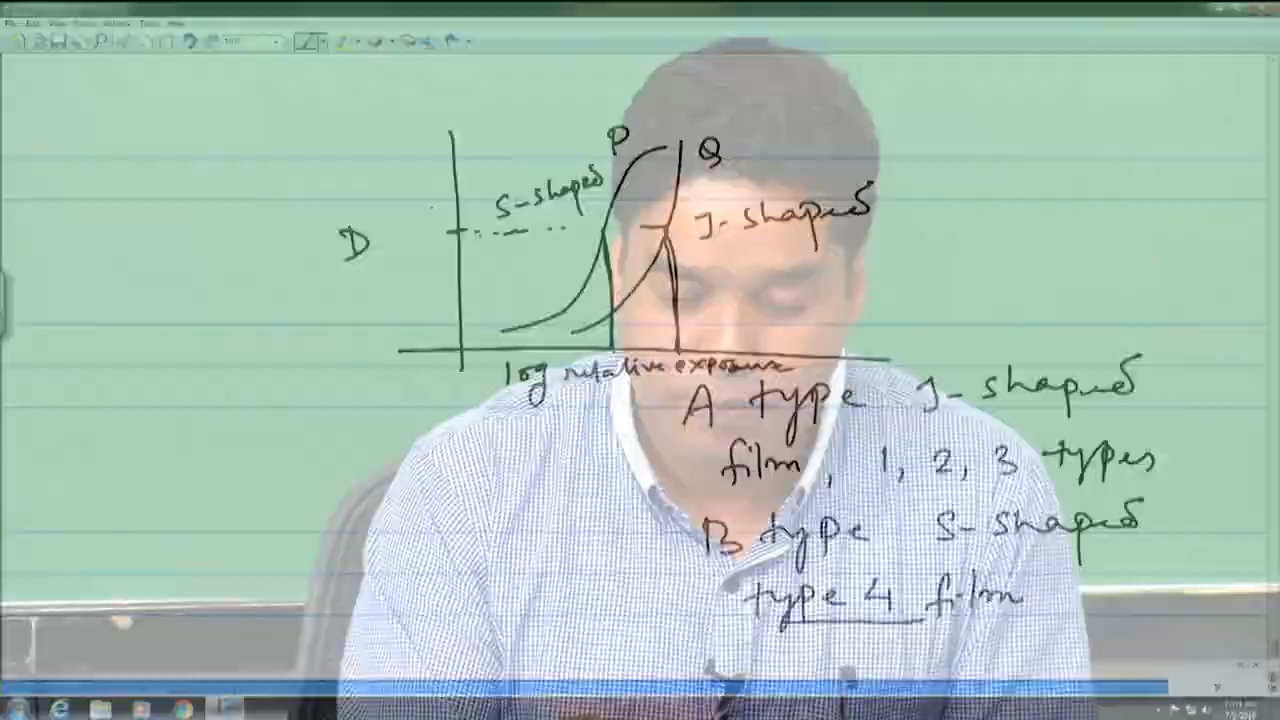 P
Q
S-shaped
J-shaped
D
log relative exposure
A type J-shaped
film, 1, 2, 3 types
B type S-shaped
type 4 film